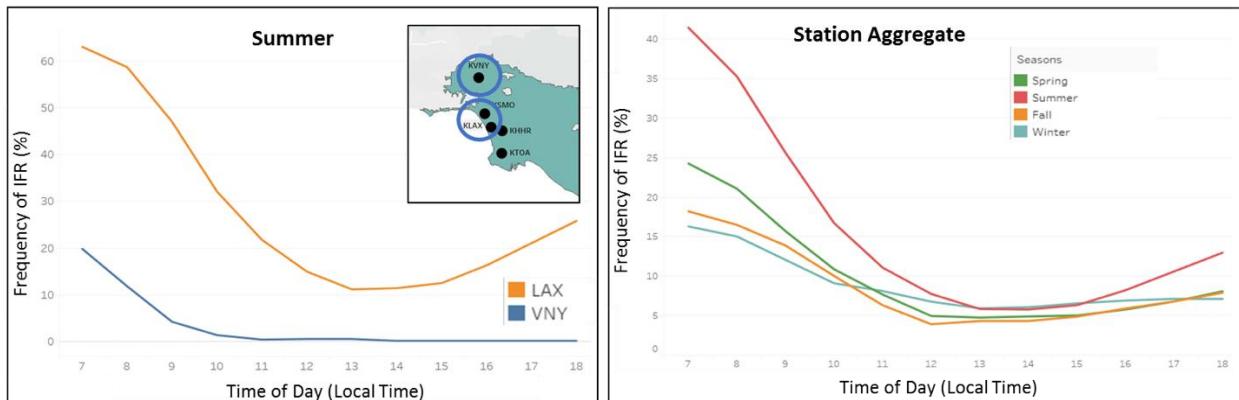 Summer
Frequency of IFR (%)
60
50
40
30
20
10
0
7 8 9 10 11 12 13 14 15 16 17 18
Time of Day (Local Time)
KVNY
KSMO
KLAX
KHHR
KTOA
LAX
VNY
Station Aggregate
Frequency of IFR (%)
40
35
30
25
20
15
10
5
0
7 8 9 10 11 12 13 14 15 16 17 18
Time of Day (Local Time)
Seasons
Spring
Summer
Fall
Winter